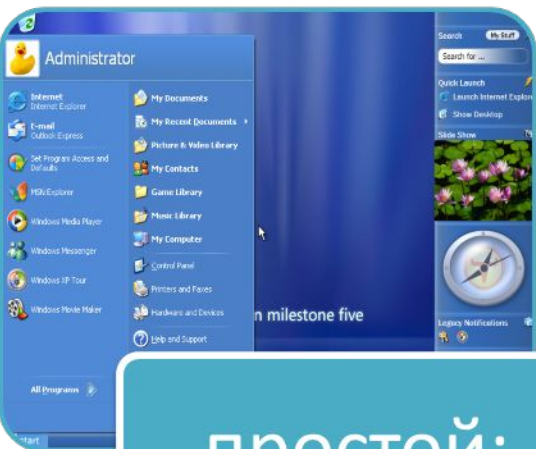 Administrator
Internet
Internet Explorer
E-mail
Outlook Express
Set Program Access and
Defaults
MSN Explorer
Windows Media Player
Windows Messenger
Windows XP Tour
Windows Movie Maker
All Programs
My Documents
My Recent Documents
Picture & Video Library
My Contacts
Game Library
Music Library
My Computer
Control Panel
Printers and Faxes
Hardware and Devices
Help and Support
n milestone five
Search
My Stuff
Search for ...
Quick Launch
Launch Internet Explore
Show Desktop
Slide Show
Legacy Notifications